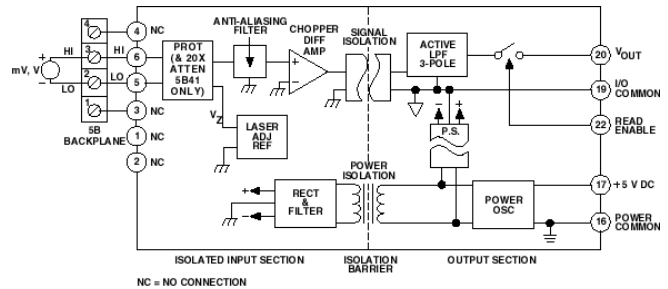 4
3
2
1
5B
BACKPLANE
mV, V
+
−
HI
LO
HI
LO
4
NC
6
5
3
NC
1
NC
2
NC
PROT
(& 20X
ATTEN
5B41
ONLY)
ANTI-ALIASING
FILTER
CHOPPER
DIFF
AMP
+
−
VZ
LASER
ADJ
REF
SIGNAL
ISOLATION
ACTIVE
LPF
3-POLE
− +
P.S.
POWER
ISOLATION
+
−
RECT
&
FILTER
POWER
OSC
20
VOUT
19
I/O
COMMON
22
READ
ENABLE
17
+5 V DC
16
POWER
COMMON
ISOLATED INPUT SECTION
ISOLATION
BARRIER
OUTPUT SECTION
NC = NO CONNECTION